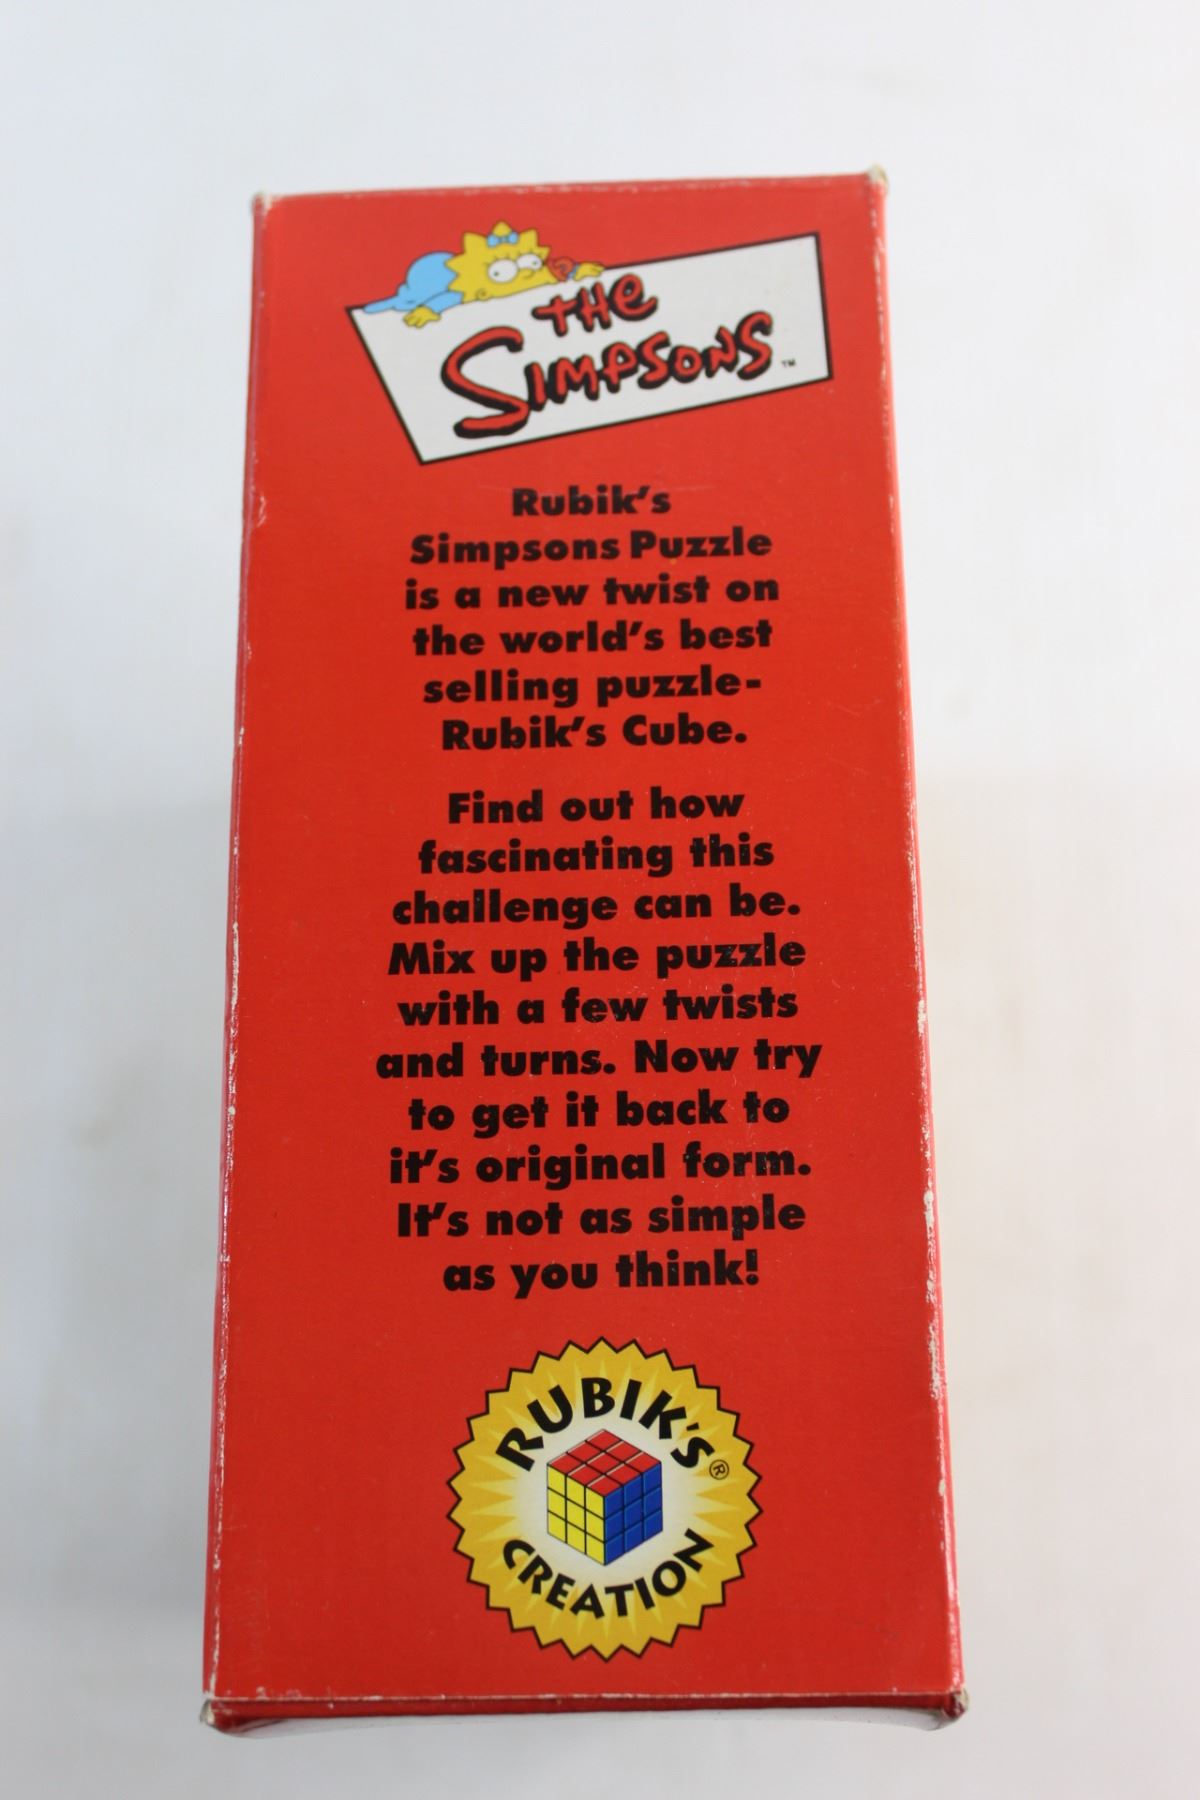 THE
SIMPSONS™
Rubik's
Simpsons Puzzle
is a new twist on
the world's best
selling puzzle-
Rubik's Cube.
Find out how
fascinating this
challenge can be.
Mix up the puzzle
with a few twists
and turns. Now try
to get it back to
it's original form.
It's not as simple
as you think!
RUBIK'S®
CREATION